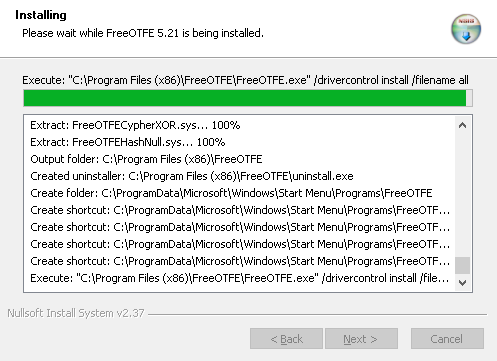 Installing
Please wait while FreeOTFE 5.21 is being installed.
Execute: "C:\Program Files (x86)\FreeOTFE\FreeOTFE.exe" /drivercontrol install /filename all
Extract: FreeOTFECypherXOR.sys... 100%
Extract: FreeOTFEHashNull.sys... 100%
Output folder: C:\Program Files (x86)\FreeOTFE
Created uninstaller: C:\Program Files (x86)\FreeOTFE\uninstall.exe
Create folder: C:\ProgramData\Microsoft\Windows\Start Menu\Programs\FreeOTFE
Create shortcut: C:\ProgramData\Microsoft\Windows\Start Menu\Programs\FreeOTF...
Create shortcut: C:\ProgramData\Microsoft\Windows\Start Menu\Programs\FreeOTF...
Create shortcut: C:\ProgramData\Microsoft\Windows\Start Menu\Programs\FreeOTF...
Create shortcut: C:\ProgramData\Microsoft\Windows\Start Menu\Programs\FreeOTF...
Execute: "C:\Program Files (x86)\FreeOTFE\FreeOTFE.exe" /drivercontrol install /file...
Nullsoft Install System v2.37
< Back
Next >
Cancel